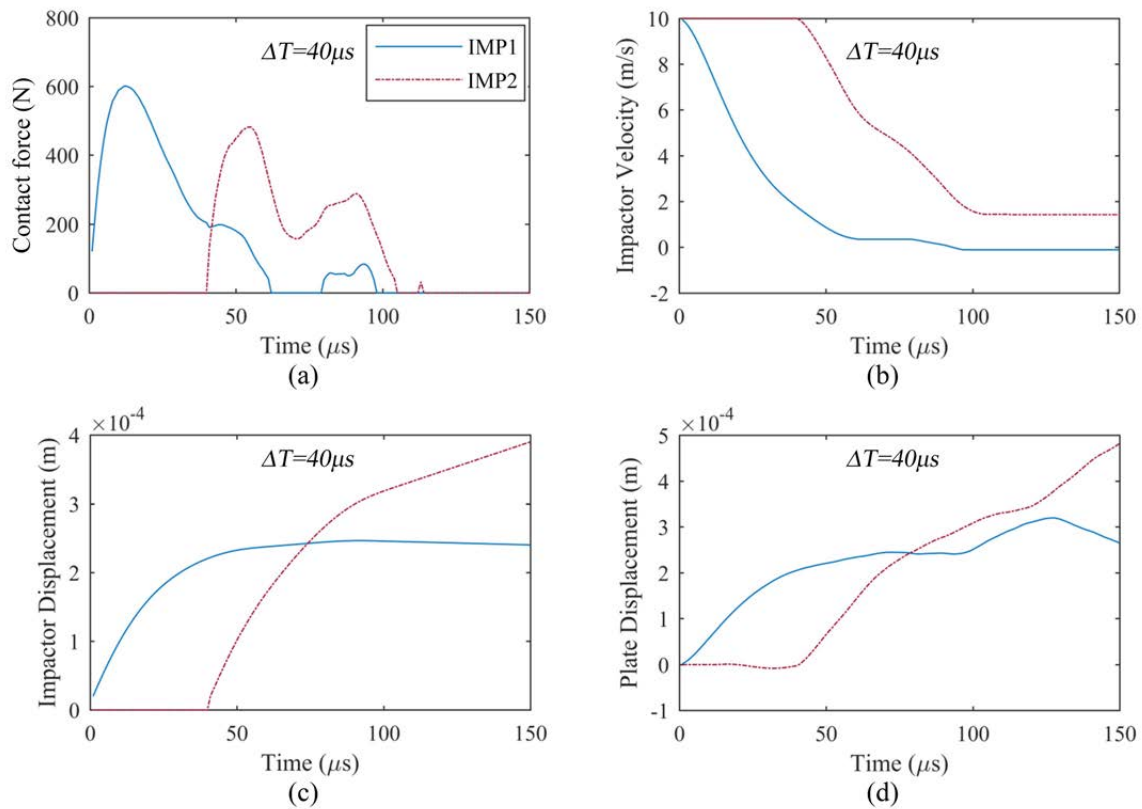 800
600
400
200
0
Contact force (N)
ΔT=40μs
IMP1
IMP2
0 50 100 150
Time (μs)
(a)
10
8
6
4
2
0
-2
Impactor Velocity (m/s)
ΔT=40μs
0 50 100 150
Time (μs)
(b)
×10⁻⁴
4
3
2
1
0
Impactor Displacement (m)
ΔT=40μs
0 50 100 150
Time (μs)
(c)
×10⁻⁴
5
4
3
2
1
0
-1
Plate Displacement (m)
ΔT=40μs
0 50 100 150
Time (μs)
(d)